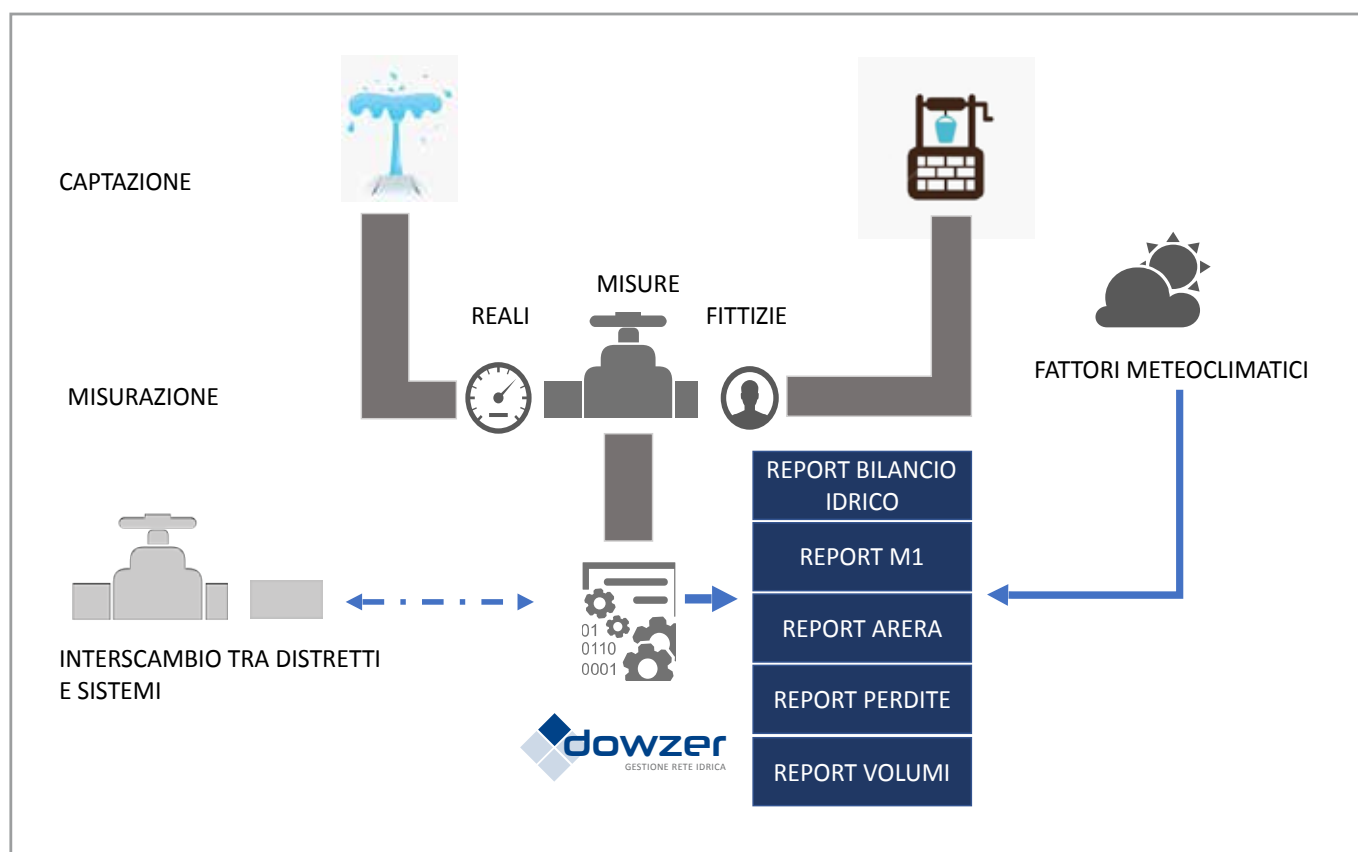 CAPTAZIONE
MISURE
REALI
FITTIZIE
FATTORI METEOCLIMATICI
MISURAZIONE
REPORT BILANCIO
IDRICO
REPORT M1
REPORT ARERA
REPORT PERDITE
REPORT VOLUMI
01
0110
0001
INTERSCAMBIO TRA DISTRETTI
E SISTEMI
dowzer
GESTIONE RETE IDRICA